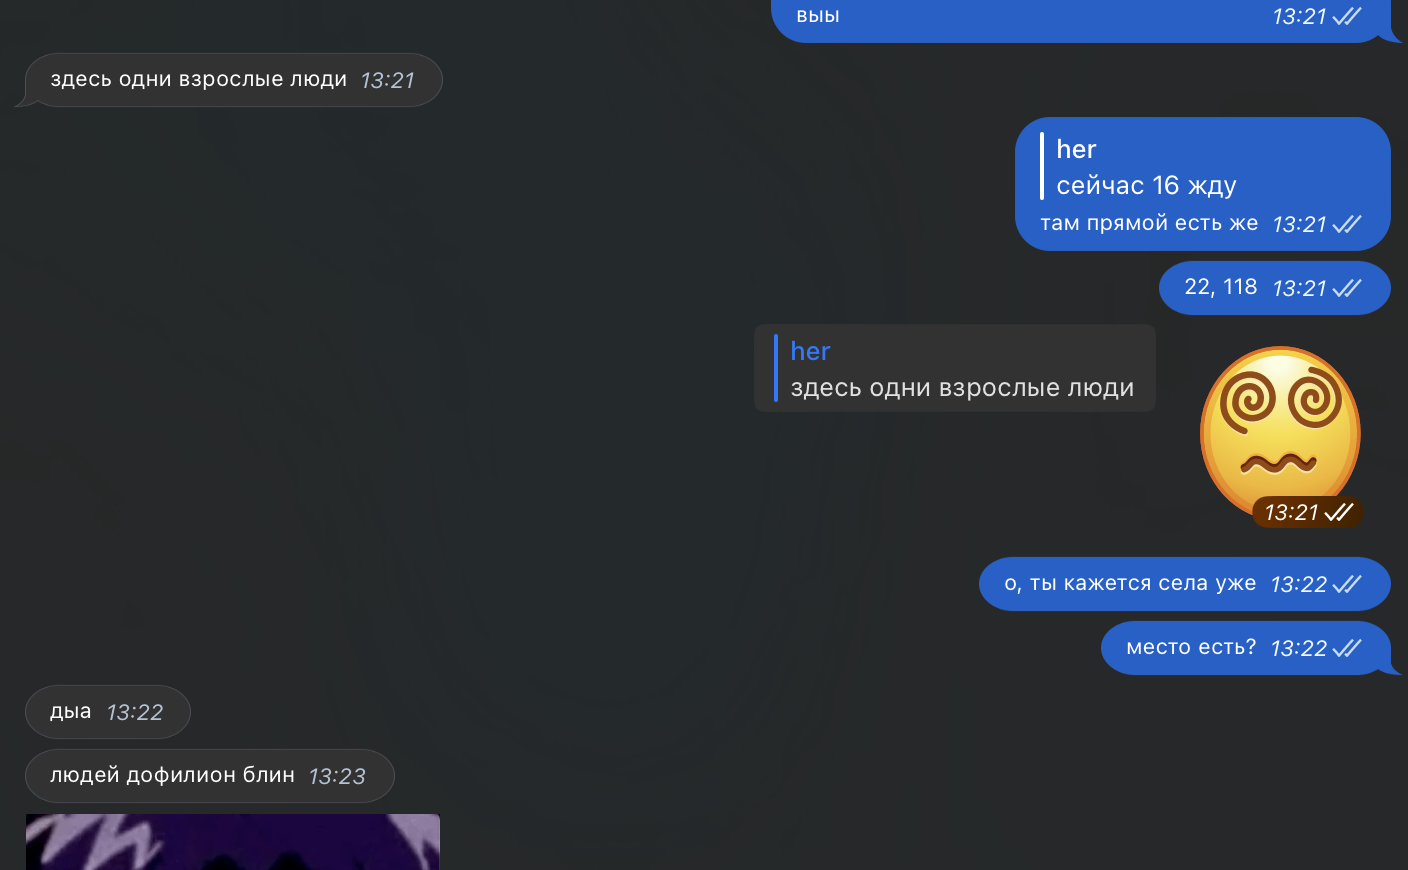 выы 13:21
здесь одни взрослые люди 13:21
her
сейчас 16 жду
там прямой есть же 13:21
22, 118 13:21
her
здесь одни взрослые люди
13:21
о, ты кажется села уже 13:22
место есть? 13:22
дыа 13:22
людей дофилион блин 13:23